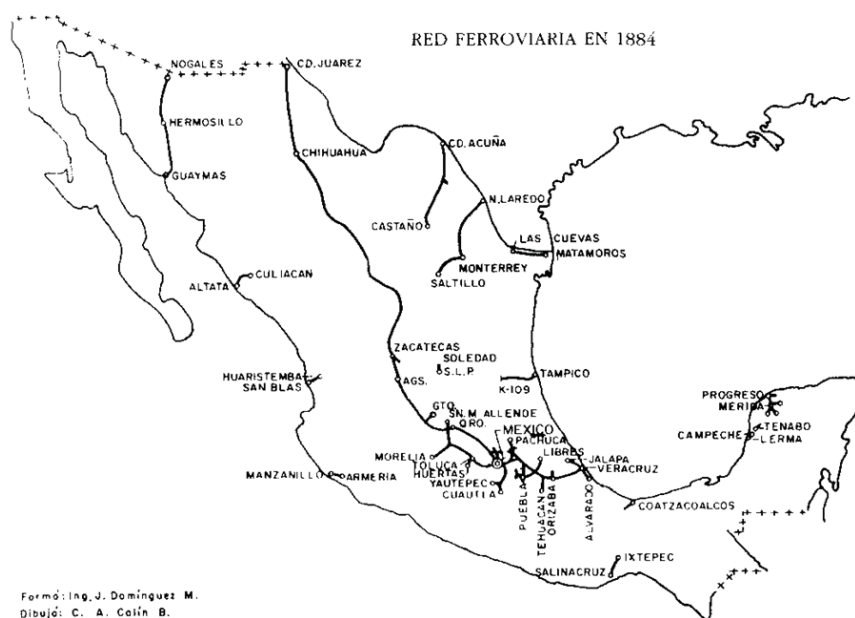 RED FERROVIARIA EN 1884
NOGALES
CD. JUAREZ
HERMOSILLO
CHIHUAHUA
CD. ACUÑA
GUAYMAS
N. LAREDO
CASTAÑO
LAS CUEVAS
MATAMOROS
MONTERREY
CULIACAN
ALTATA
SALTILLO
ZACATECAS
SOLEDAD
S.L.P.
TAMPICO
K-109
HUARISTEMBA
SAN BLAS
AGS.
PROGRESO
MERIDA
GTO.
SN. M. ALLENDE
QRO.
MEXICO
PACHUCA
TENABO
CAMPECHE
LERMA
MORELIA
LIBRES
JALAPA
TOLUCA
VERACRUZ
HUERTAS
MANZANILLO
ARMERIA
YAUTEPEC
CUAUTLA
PUEBLA
TEHUACAN
ORIZABA
ALVARADO
COATZACOALCOS
IXTEPEC
SALINACRUZ
Formó: Ing. J. Domínguez M.
Dibujó: C. A. Colín B.